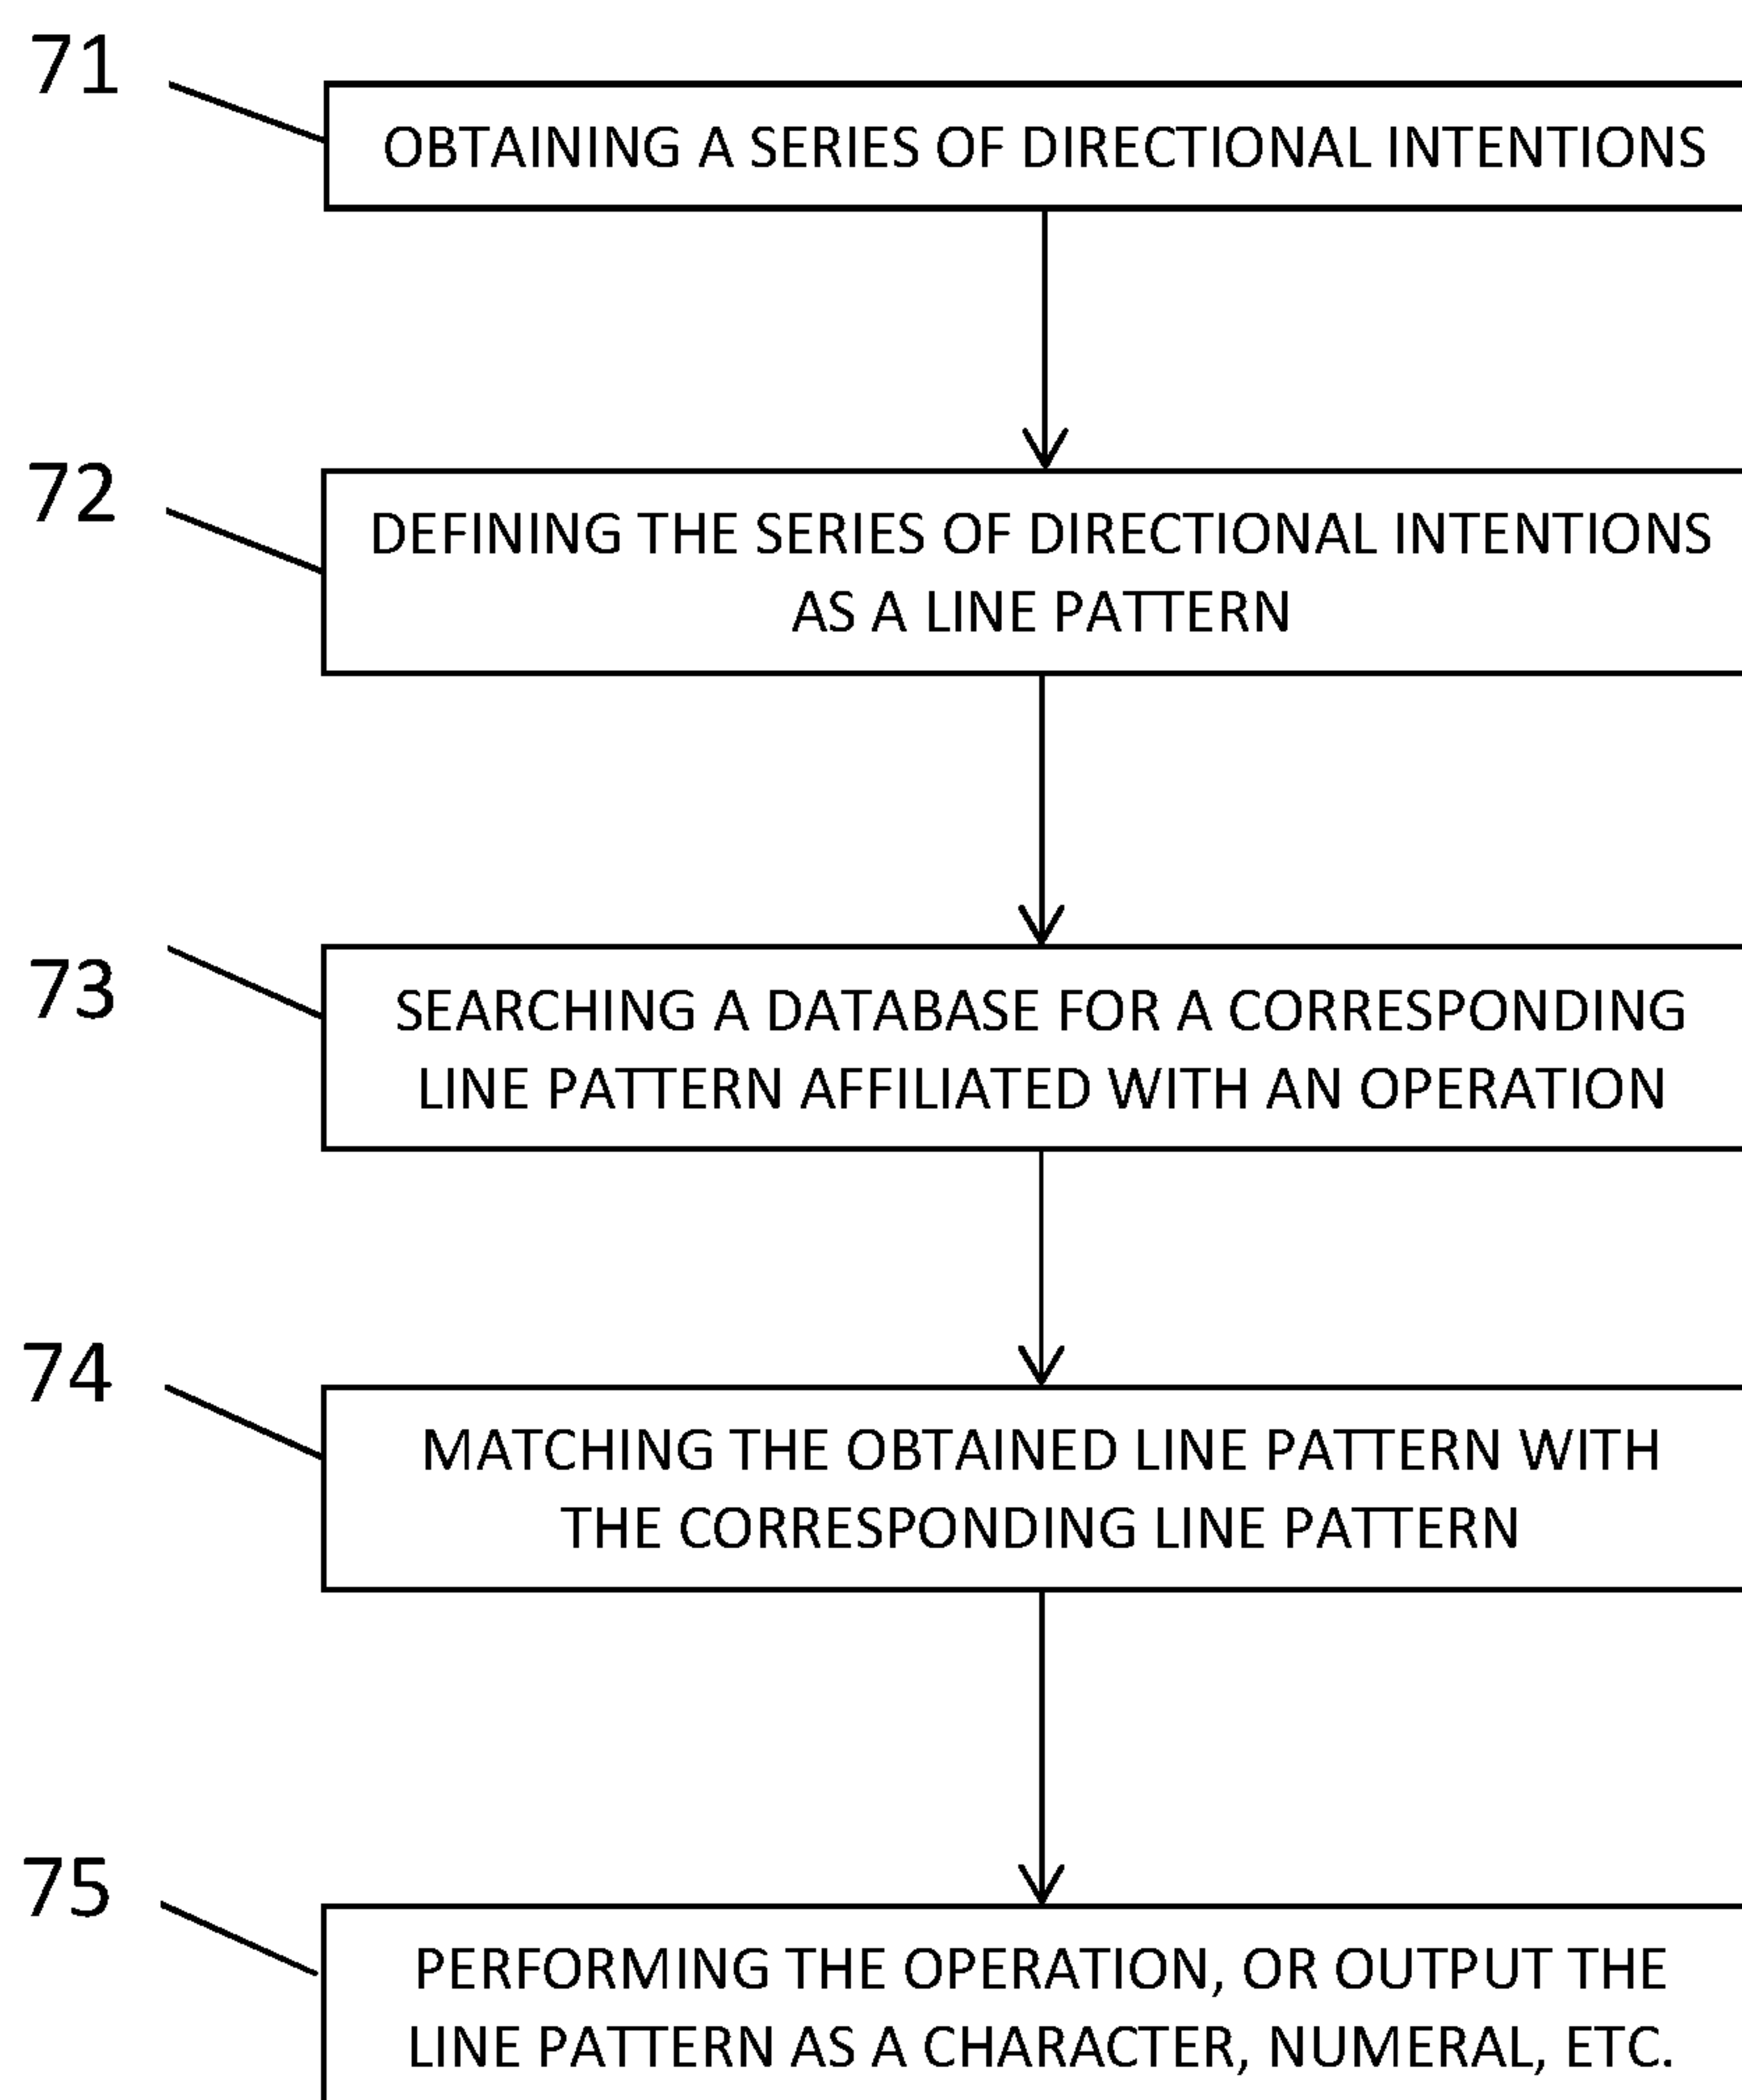 71
OBTAINING A SERIES OF DIRECTIONAL INTENTIONS
72
DEFINING THE SERIES OF DIRECTIONAL INTENTIONS
AS A LINE PATTERN
73
SEARCHING A DATABASE FOR A CORRESPONDING
LINE PATTERN AFFILIATED WITH AN OPERATION
74
MATCHING THE OBTAINED LINE PATTERN WITH
THE CORRESPONDING LINE PATTERN
75
PERFORMING THE OPERATION, OR OUTPUT THE
LINE PATTERN AS A CHARACTER, NUMERAL, ETC.